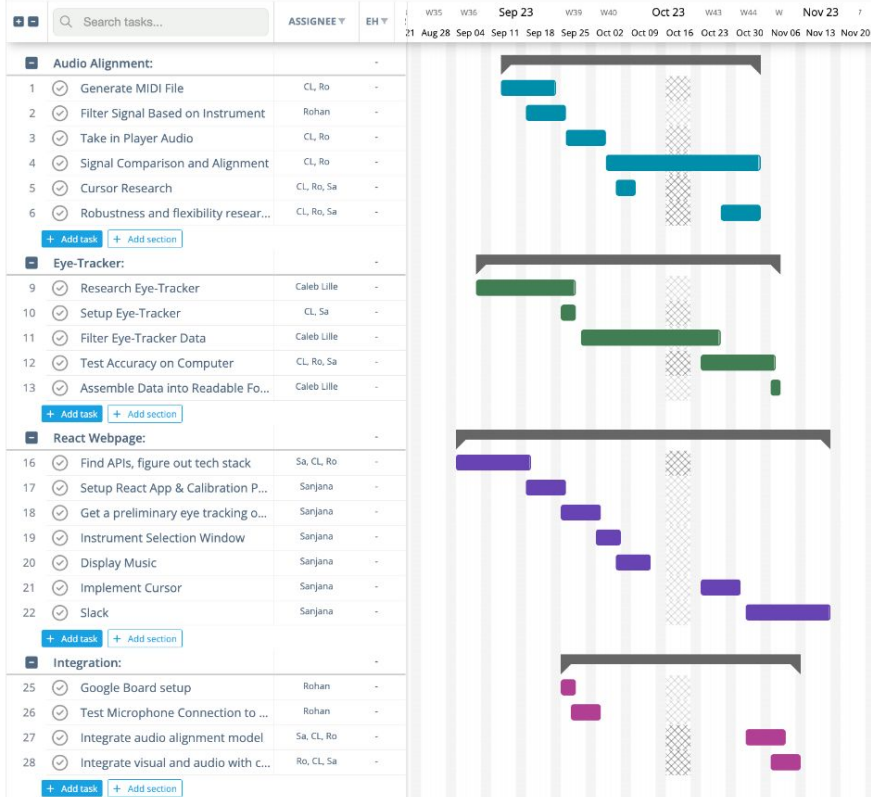 Search tasks... ASSIGNEE EH W35 W36 Sep 23 W39 W40 Oct 23 W43 W44 W Nov 23
21 Aug 28 Sep 04 Sep 11 Sep 18 Sep 25 Oct 02 Oct 09 Oct 16 Oct 23 Oct 30 Nov 06 Nov 13 Nov 20
Audio Alignment: -
1 Generate MIDI File CL, Ro -
2 Filter Signal Based on Instrument Rohan -
3 Take in Player Audio CL, Ro -
4 Signal Comparison and Alignment CL, Ro -
5 Cursor Research CL, Ro, Sa -
6 Robustness and flexibility resear... CL, Ro, Sa -
+ Add task + Add section
Eye-Tracker: -
9 Research Eye-Tracker Caleb Lille -
10 Setup Eye-Tracker CL, Sa -
11 Filter Eye-Tracker Data Caleb Lille -
12 Test Accuracy on Computer CL, Ro, Sa -
13 Assemble Data into Readable Fo... Caleb Lille -
+ Add task + Add section
React Webpage: -
16 Find APIs, figure out tech stack Sa, CL, Ro -
17 Setup React App & Calibration P... Sanjana -
18 Get a preliminary eye tracking o... Sanjana -
19 Instrument Selection Window Sanjana -
20 Display Music Sanjana -
21 Implement Cursor Sanjana -
22 Slack Sanjana -
+ Add task + Add section
Integration: -
25 Google Board setup Rohan -
26 Test Microphone Connection to ... Rohan -
27 Integrate audio alignment model Sa, CL, Ro -
28 Integrate visual and audio with c... Ro, CL, Sa -
+ Add task + Add section